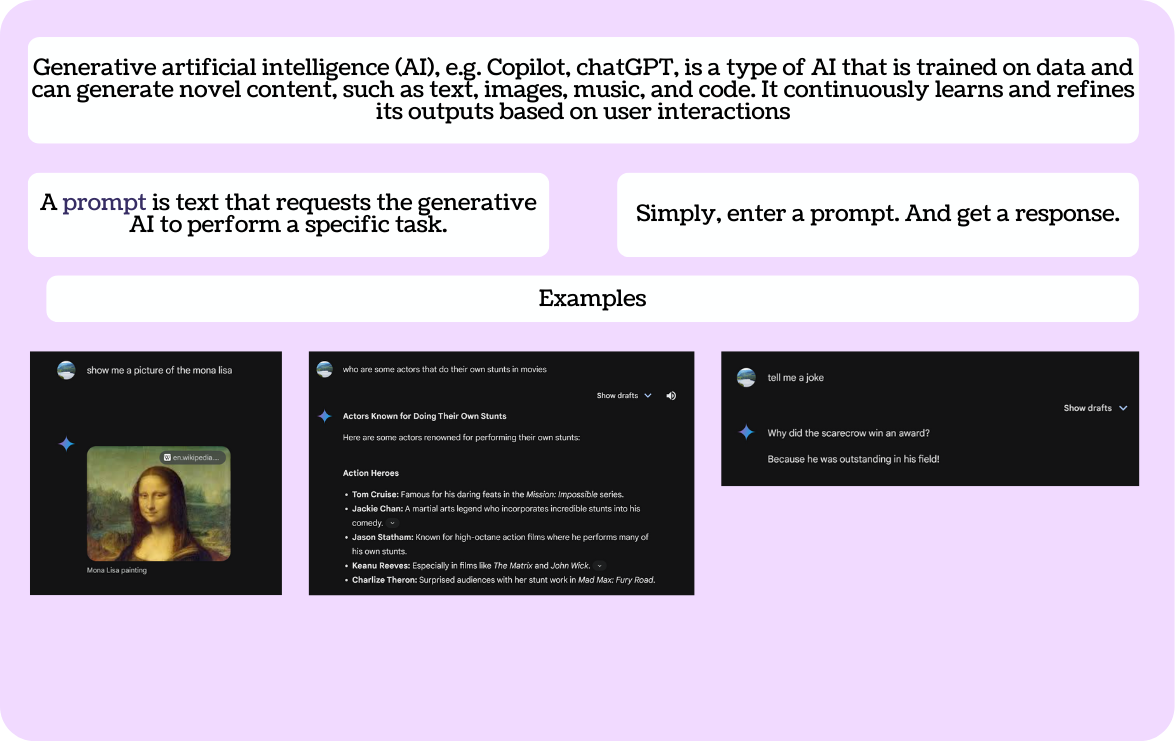 Generative artificial intelligence (AI), e.g. Copilot, chatGPT, is a type of AI that is trained on data and
can generate novel content, such as text, images, music, and code. It continuously learns and refines
its outputs based on user interactions
A prompt is text that requests the generative
AI to perform a specific task.
Simply, enter a prompt. And get a response.
Examples
show me a picture of the mona lisa
en.wikipedia....
Mona Lisa painting
who are some actors that do their own stunts in movies
Show drafts
Actors Known for Doing Their Own Stunts
Here are some actors renowned for performing their own stunts:
Action Heroes
• Tom Cruise: Famous for his daring feats in the Mission: Impossible series.
• Jackie Chan: A martial arts legend who incorporates incredible stunts into his
comedy.
• Jason Statham: Known for high-octane action films where he performs many of
his own stunts.
• Keanu Reeves: Especially in films like The Matrix and John Wick.
• Charlize Theron: Surprised audiences with her stunt work in Mad Max: Fury Road.
tell me a joke
Show drafts
Why did the scarecrow win an award?
Because he was outstanding in his field!